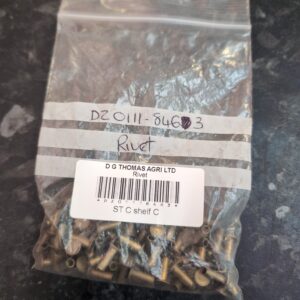 DZ0111-84603
Rivet
D G THOMAS AGRI LTD
Rivet
ST C shelf C